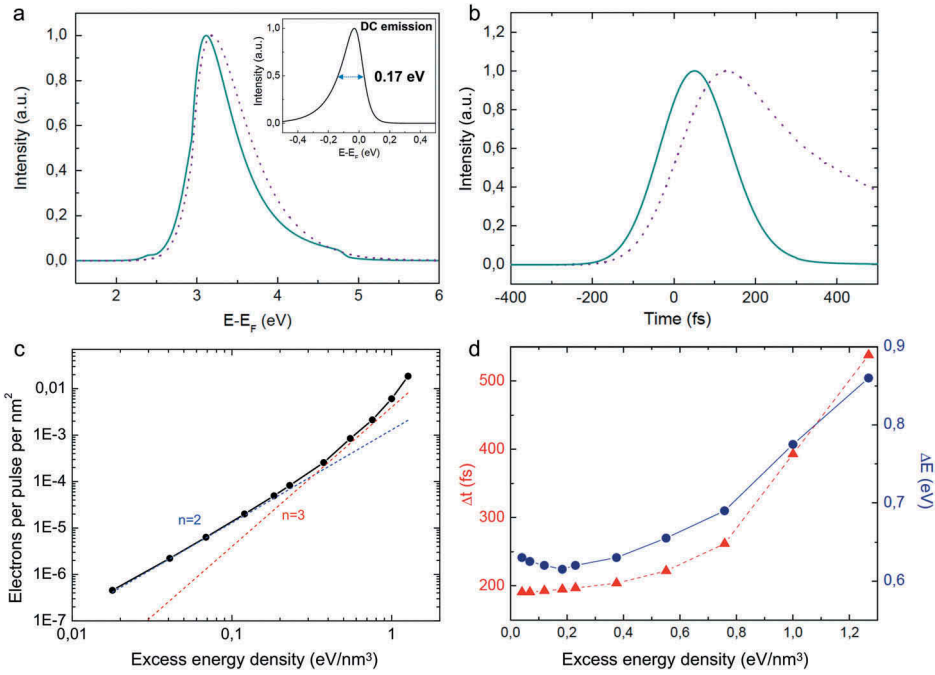 a
1,0
0,8
0,6
0,4
0,2
0,0
Intensity (a.u.)
2 3 4 5 6
E-E_F (eV)
DC emission
1,0
0,5
0,0
Intensity (a.u.)
0.17 eV
-0,4 -0,2 0,0 0,2 0,4
E-E_F (eV)
b
1,2
1,0
0,8
0,6
0,4
0,2
0,0
Intensity (a.u.)
-400 -200 0 200 400
Time (fs)
c
0,01
1E-3
1E-4
1E-5
1E-6
1E-7
Electrons per pulse per nm²
n=2
n=3
0,01 0,1 1
Excess energy density (eV/nm³)
d
500
400
300
200
Δt (fs)
0,9
0,8
0,7
0,6
ΔE (eV)
0,0 0,2 0,4 0,6 0,8 1,0 1,2
Excess energy density (eV/nm³)